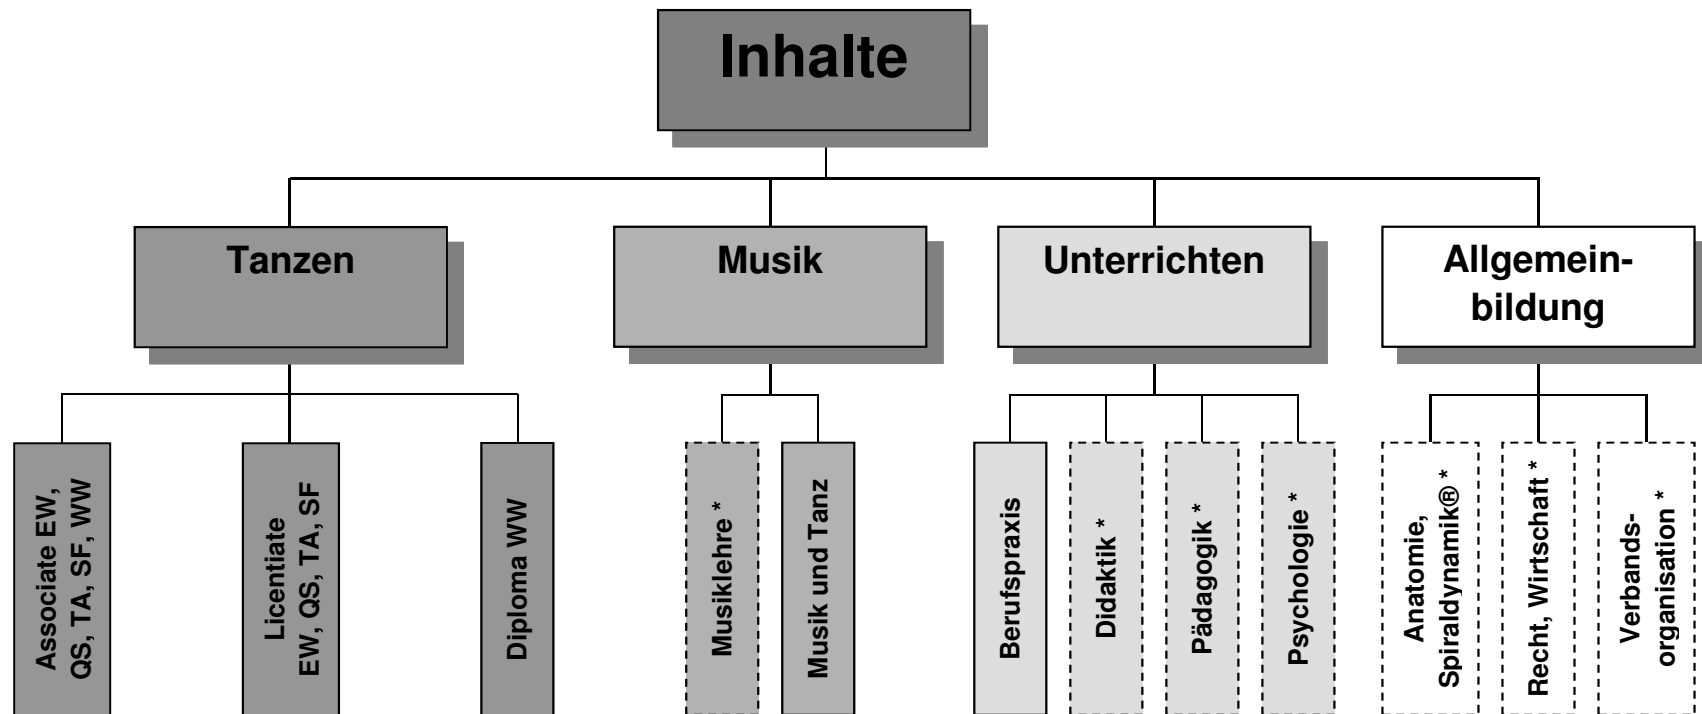 Inhalte
Tanzen
Musik
Unterrichten
Allgemein-
bildung
Associate EW,
QS, TA, SF, WW
Licentiate
EW, QS, TA, SF
Diploma WW
Musiklehre *
Musik und Tanz
Berufspraxis
Didaktik *
Pädagogik *
Psychologie *
Anatomie,
Spiraldynamik® *
Recht, Wirtschaft *
Verbands-
organisation *